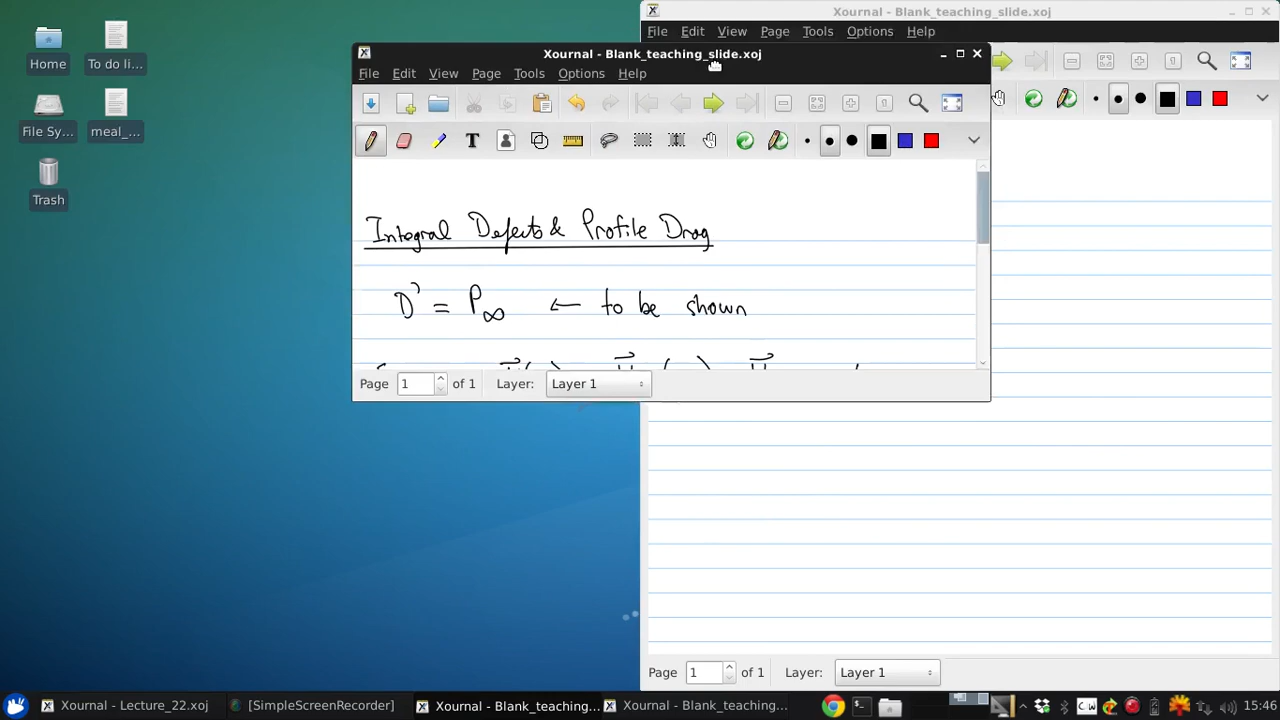 Xournal - Blank_teaching_slide.xoj
File Edit View Page Tools Options Help
Home
To do li...
File Sy...
meal_...
Trash
Xournal - Blank_teaching_slide.xoj
File Edit View Page Tools Options Help
Integral Defects & Profile Drag
D' = P∞ ← to be shown
Page 1 of 1 Layer: Layer 1
Page 1 of 1 Layer: Layer 1
Xournal - Lecture_22.xoj
[SimpleScreenRecorder]
Xournal - Blank_teaching...
Xournal - Blank_teaching...
15:46